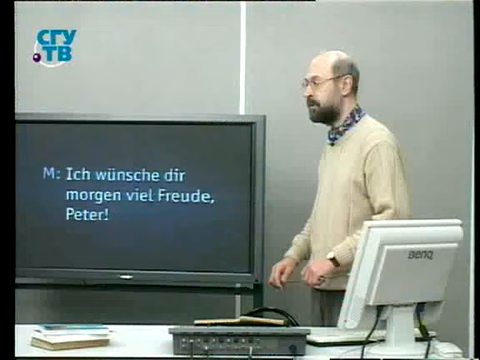 СГУ
ТВ
M: Ich wünsche dir
morgen viel Freude,
Peter!
BENQ